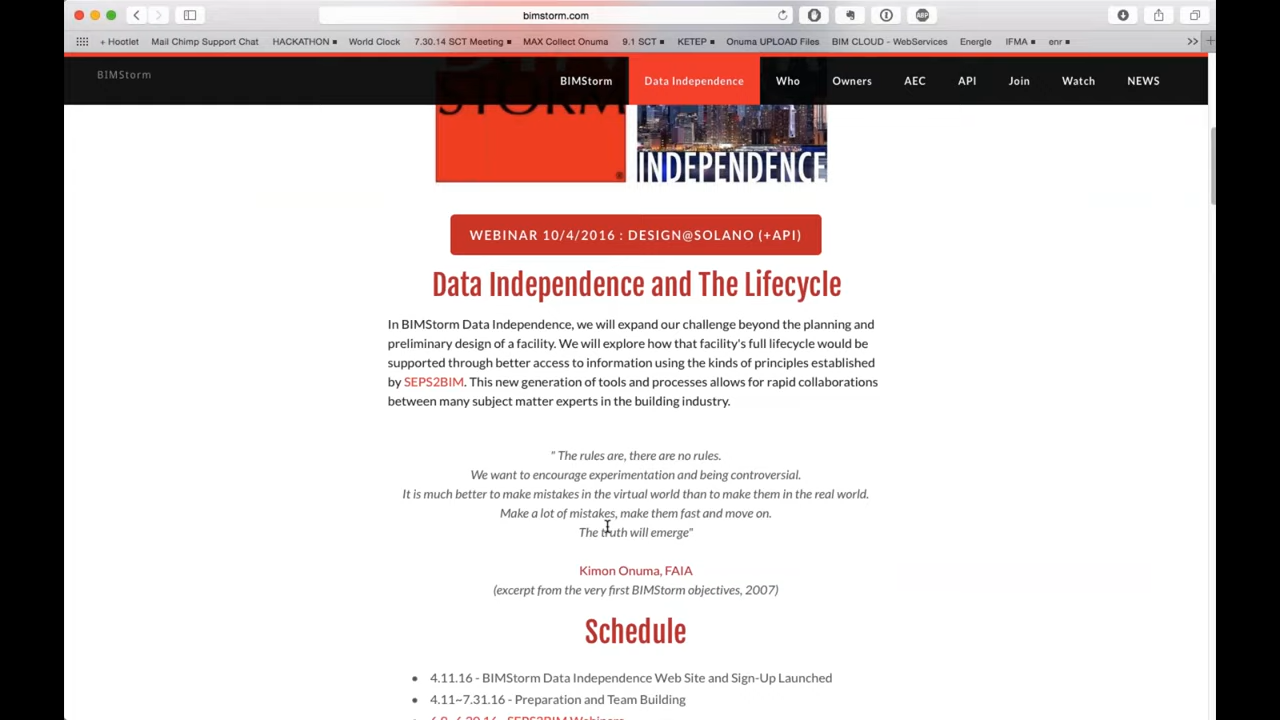 bimstorm.com
ABP
+ Hootlet Mail Chimp Support Chat HACKATHON World Clock 7.30.14 SCT Meeting MAX Collect Onuma 9.1 SCT KETEP Onuma UPLOAD Files BIM CLOUD - WebServices Energle IFMA enr >> +
BIMStorm BIMStorm Data Independence Who Owners AEC API Join Watch NEWS
STORM
INDEPENDENCE
WEBINAR 10/4/2016 : DESIGN@SOLANO (+API)
Data Independence and The Lifecycle
In BIMStorm Data Independence, we will expand our challenge beyond the planning and
preliminary design of a facility. We will explore how that facility's full lifecycle would be
supported through better access to information using the kinds of principles established
by SEPS2BIM. This new generation of tools and processes allows for rapid collaborations
between many subject matter experts in the building industry.
" The rules are, there are no rules.
We want to encourage experimentation and being controversial.
It is much better to make mistakes in the virtual world than to make them in the real world.
Make a lot of mistakes, make them fast and move on.
The truth will emerge"
Kimon Onuma, FAIA
(excerpt from the very first BIMStorm objectives, 2007)
Schedule
• 4.11.16 - BIMStorm Data Independence Web Site and Sign-Up Launched
• 4.11~7.31.16 - Preparation and Team Building